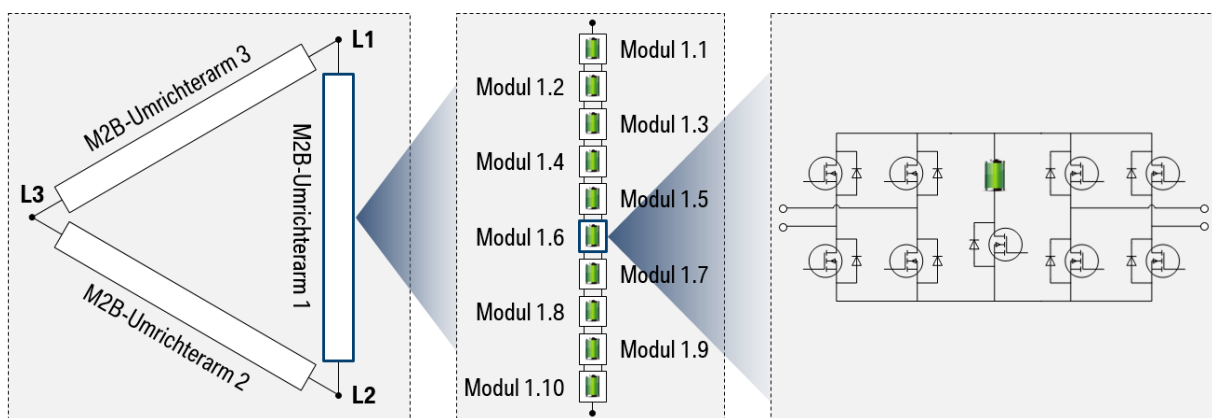 L1
M2B-Umrichterarm 3
M2B-Umrichterarm 1
L3
M2B-Umrichterarm 2
L2
Modul 1.1
Modul 1.2
Modul 1.3
Modul 1.4
Modul 1.5
Modul 1.6
Modul 1.7
Modul 1.8
Modul 1.9
Modul 1.10